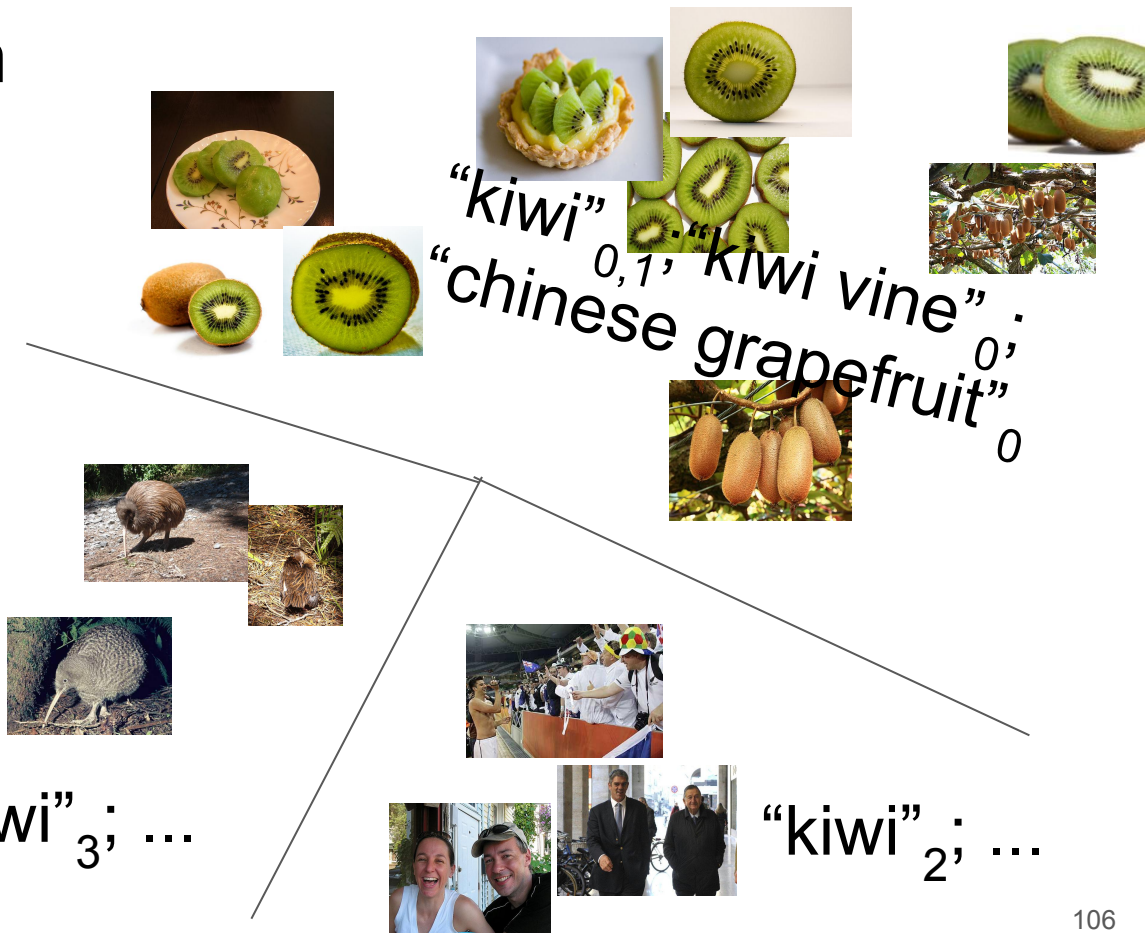 “kiwi”0,1; “kiwi vine”0;
“chinese grapefruit”0
wi”3; ...
“kiwi”2; ...
106